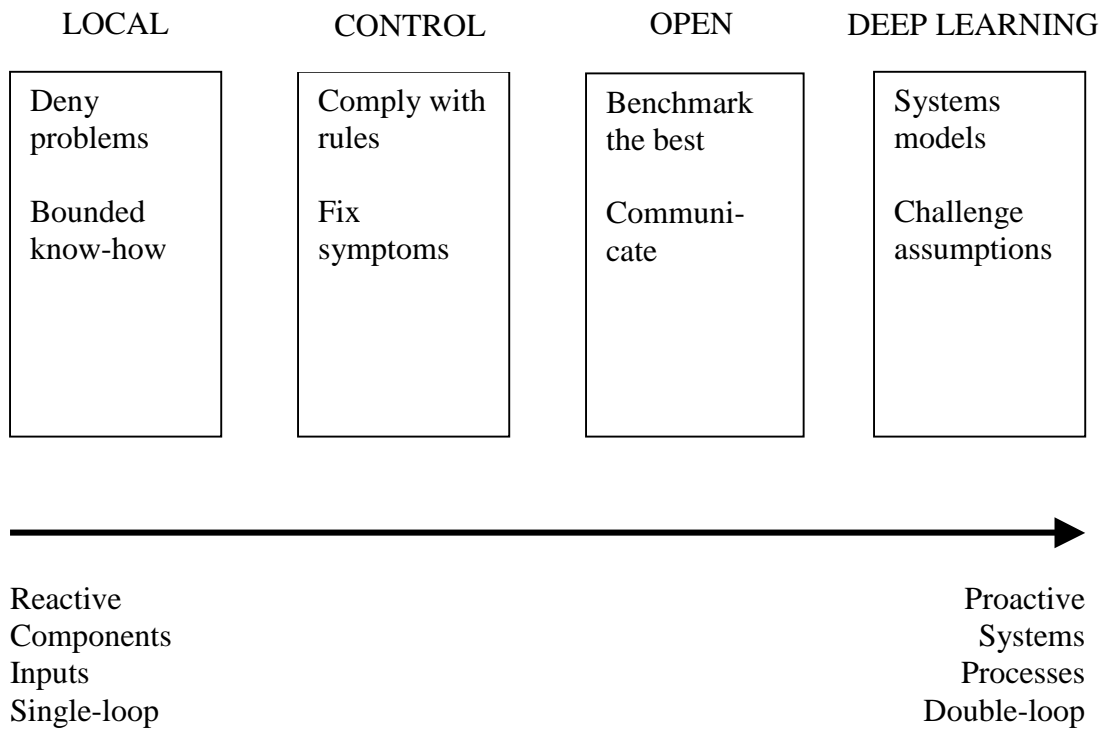 LOCAL
CONTROL
OPEN
DEEP LEARNING
Deny
problems
Bounded
know-how
Comply with
rules
Fix
symptoms
Benchmark
the best
Communi-
cate
Systems
models
Challenge
assumptions
Reactive
Components
Inputs
Single-loop
Proactive
Systems
Processes
Double-loop